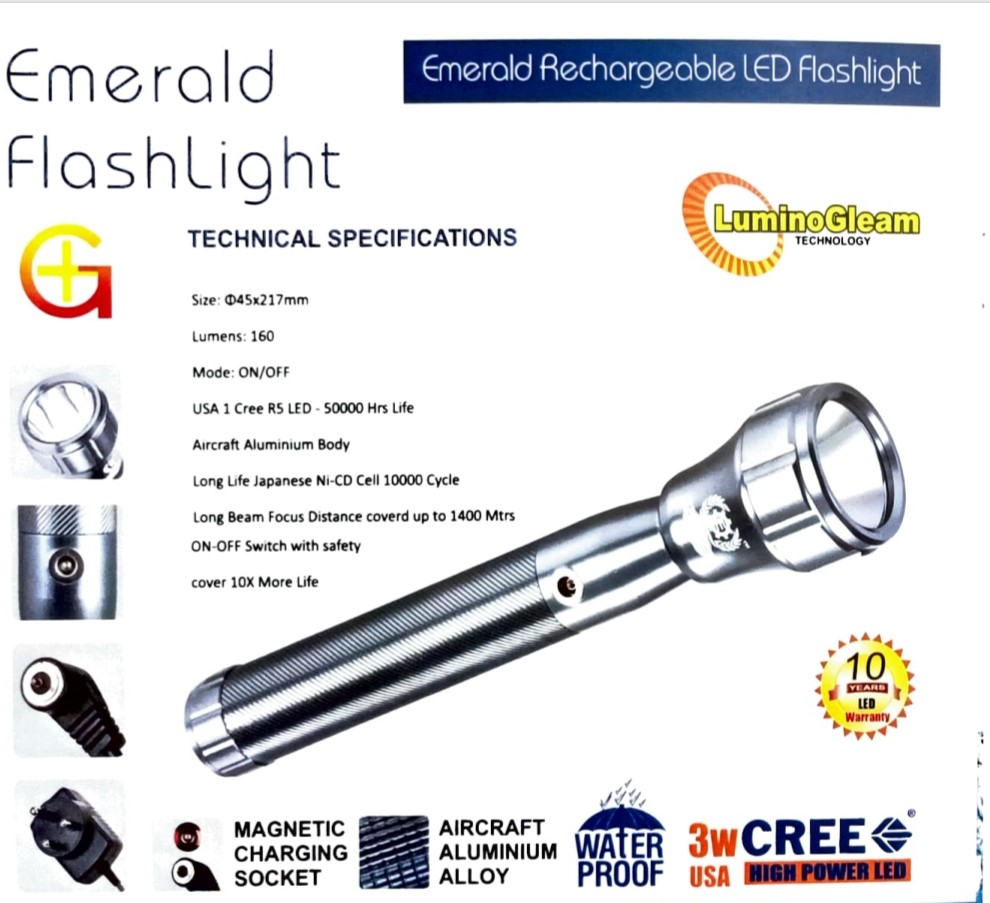 Emerald
FlashLight
Emerald Rechargeable LED Flashlight
LuminoGleam
TECHNOLOGY
G+
TECHNICAL SPECIFICATIONS
Size: Φ45x217mm
Lumens: 160
Mode: ON/OFF
USA 1 Cree R5 LED - 50000 Hrs Life
Aircraft Aluminium Body
Long Life Japanese Ni-CD Cell 10000 Cycle
Long Beam Focus Distance coverd up to 1400 Mtrs
ON-OFF Switch with safety
cover 10X More Life
10
YEARS
LED
Warranty
MAGNETIC
CHARGING
SOCKET
AIRCRAFT
ALUMINIUM
ALLOY
WATER
PROOF
3w CREE ®
USA HIGH POWER LED